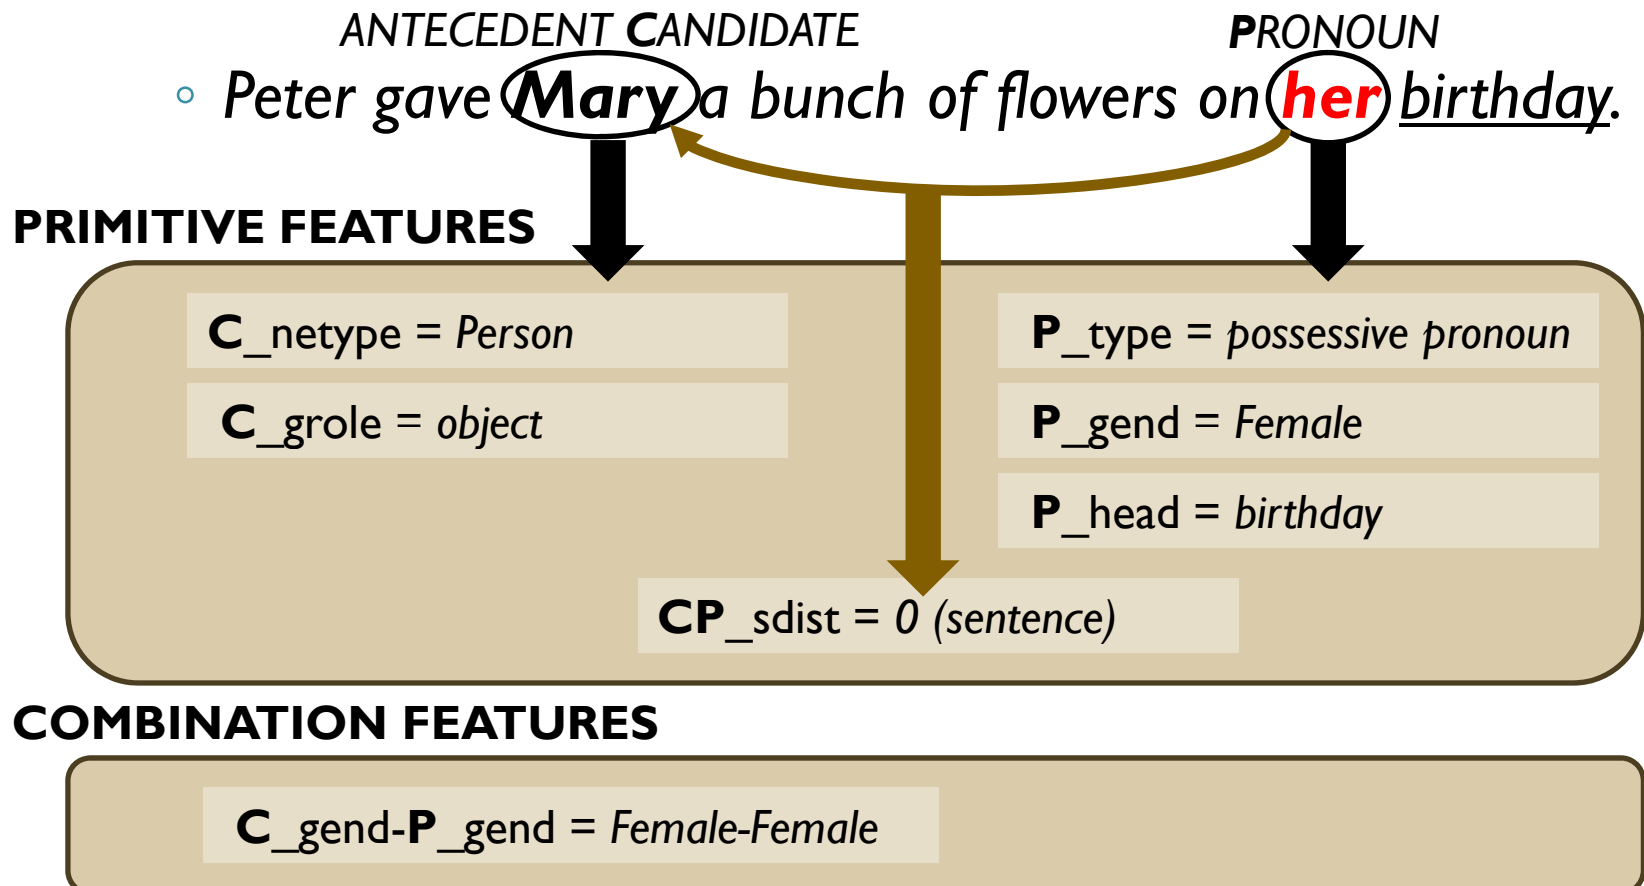 ANTECEDENT CANDIDATE PRONOUN
◦ Peter gave Mary a bunch of flowers on her birthday.
PRIMITIVE FEATURES
C_netype = Person P_type = possessive pronoun
C_grole = object P_gend = Female
P_head = birthday
CP_sdist = 0 (sentence)
COMBINATION FEATURES
C_gend-P_gend = Female-Female